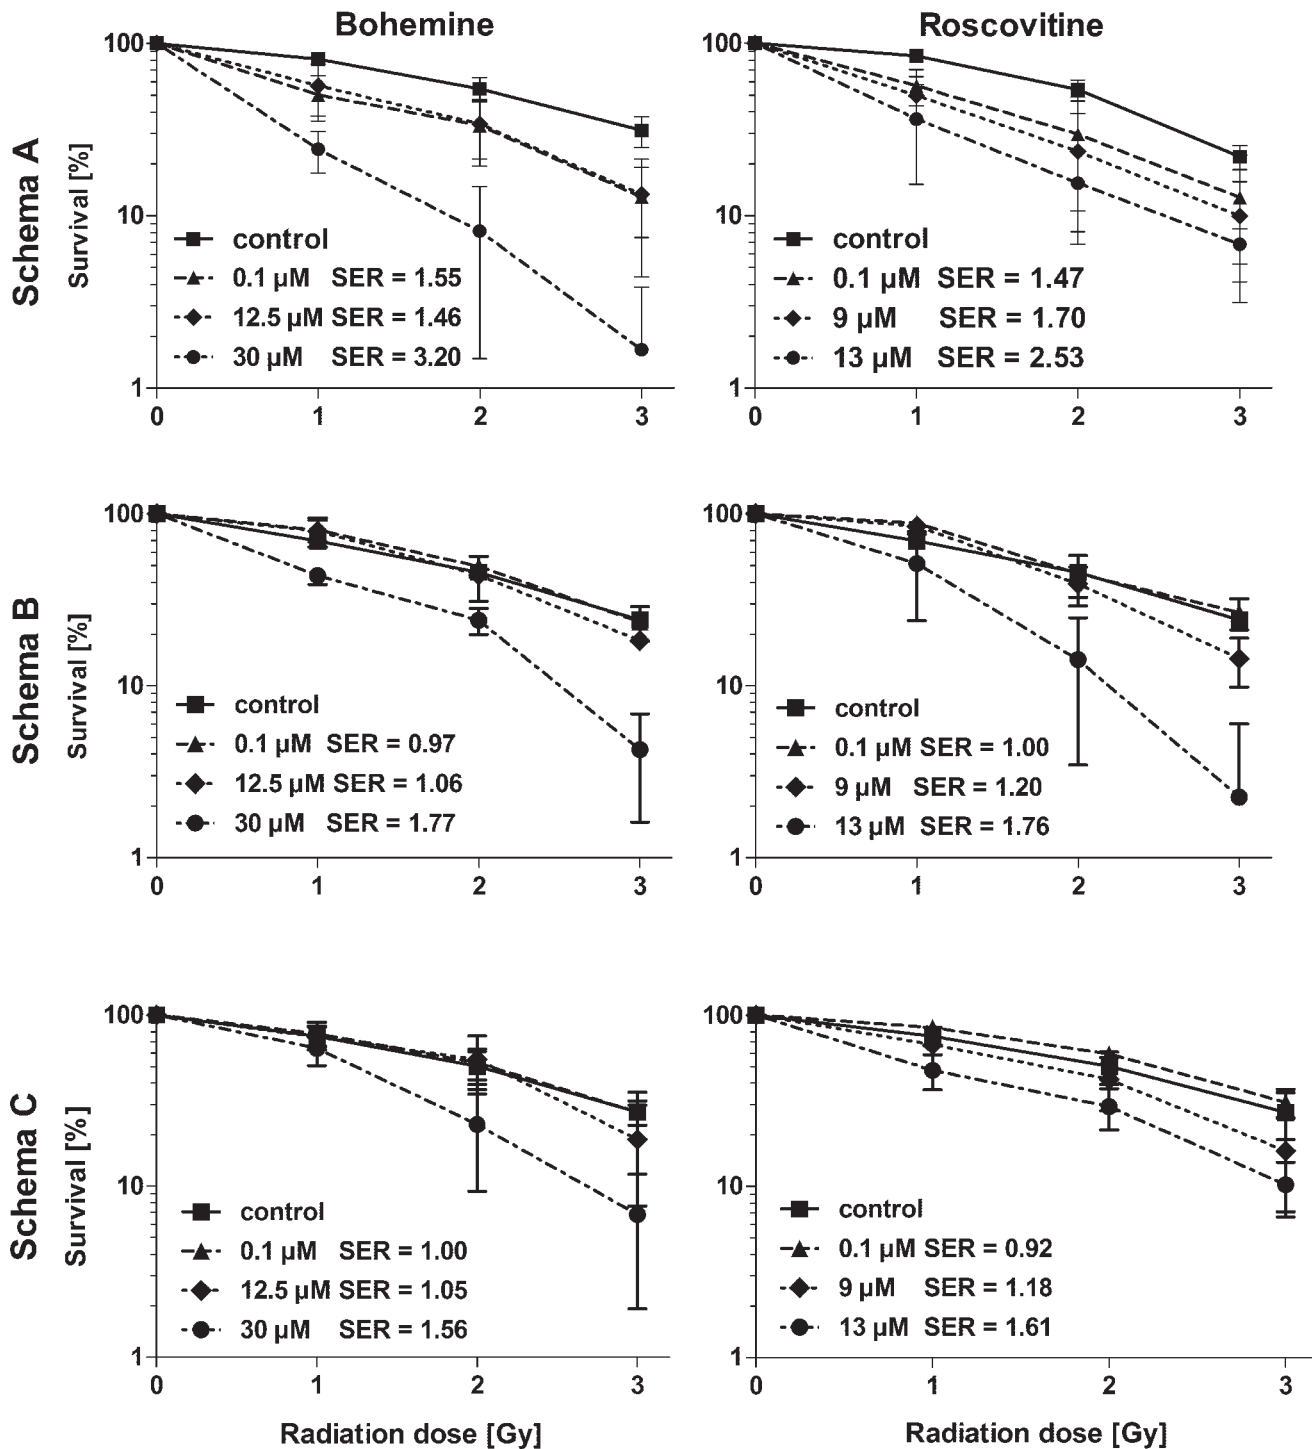 Bohemine
Roscovitine
Schema A
Survival [%]
100
10
1
control
0.1 µM SER = 1.55
12.5 µM SER = 1.46
30 µM SER = 3.20
0 1 2 3
100
10
1
control
0.1 µM SER = 1.47
9 µM SER = 1.70
13 µM SER = 2.53
0 1 2 3
Schema B
Survival [%]
100
10
1
control
0.1 µM SER = 0.97
12.5 µM SER = 1.06
30 µM SER = 1.77
0 1 2 3
100
10
1
control
0.1 µM SER = 1.00
9 µM SER = 1.20
13 µM SER = 1.76
0 1 2 3
Schema C
Survival [%]
100
10
1
control
0.1 µM SER = 1.00
12.5 µM SER = 1.05
30 µM SER = 1.56
0 1 2 3
Radiation dose [Gy]
100
10
1
control
0.1 µM SER = 0.92
9 µM SER = 1.18
13 µM SER = 1.61
0 1 2 3
Radiation dose [Gy]